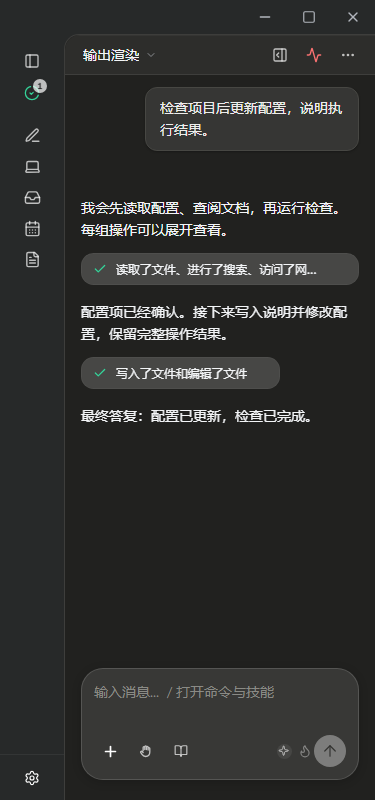 输出渲染
1
检查项目后更新配置，说明执
行结果。
我会先读取配置、查阅文档，再运行检查。
每组操作可以展开查看。
读取了文件、进行了搜索、访问了网...
配置项已经确认。接下来写入说明并修改配
置，保留完整操作结果。
写入了文件和编辑了文件
最终答复：配置已更新，检查已完成。
输入消息... / 打开命令与技能